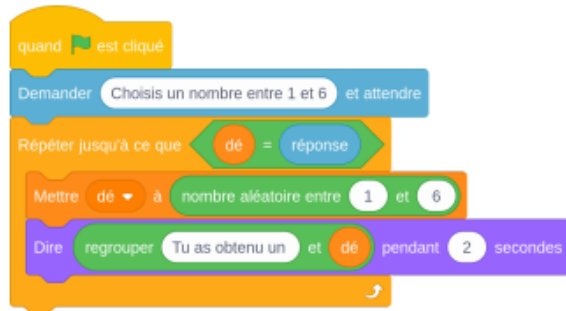 quand est cliqué
Demander Choisis un nombre entre 1 et 6 et attendre
Répéter jusqu'à ce que dé = réponse
Mettre dé à nombre aléatoire entre 1 et 6
Dire regrouper Tu as obtenu un et dé pendant 2 secondes